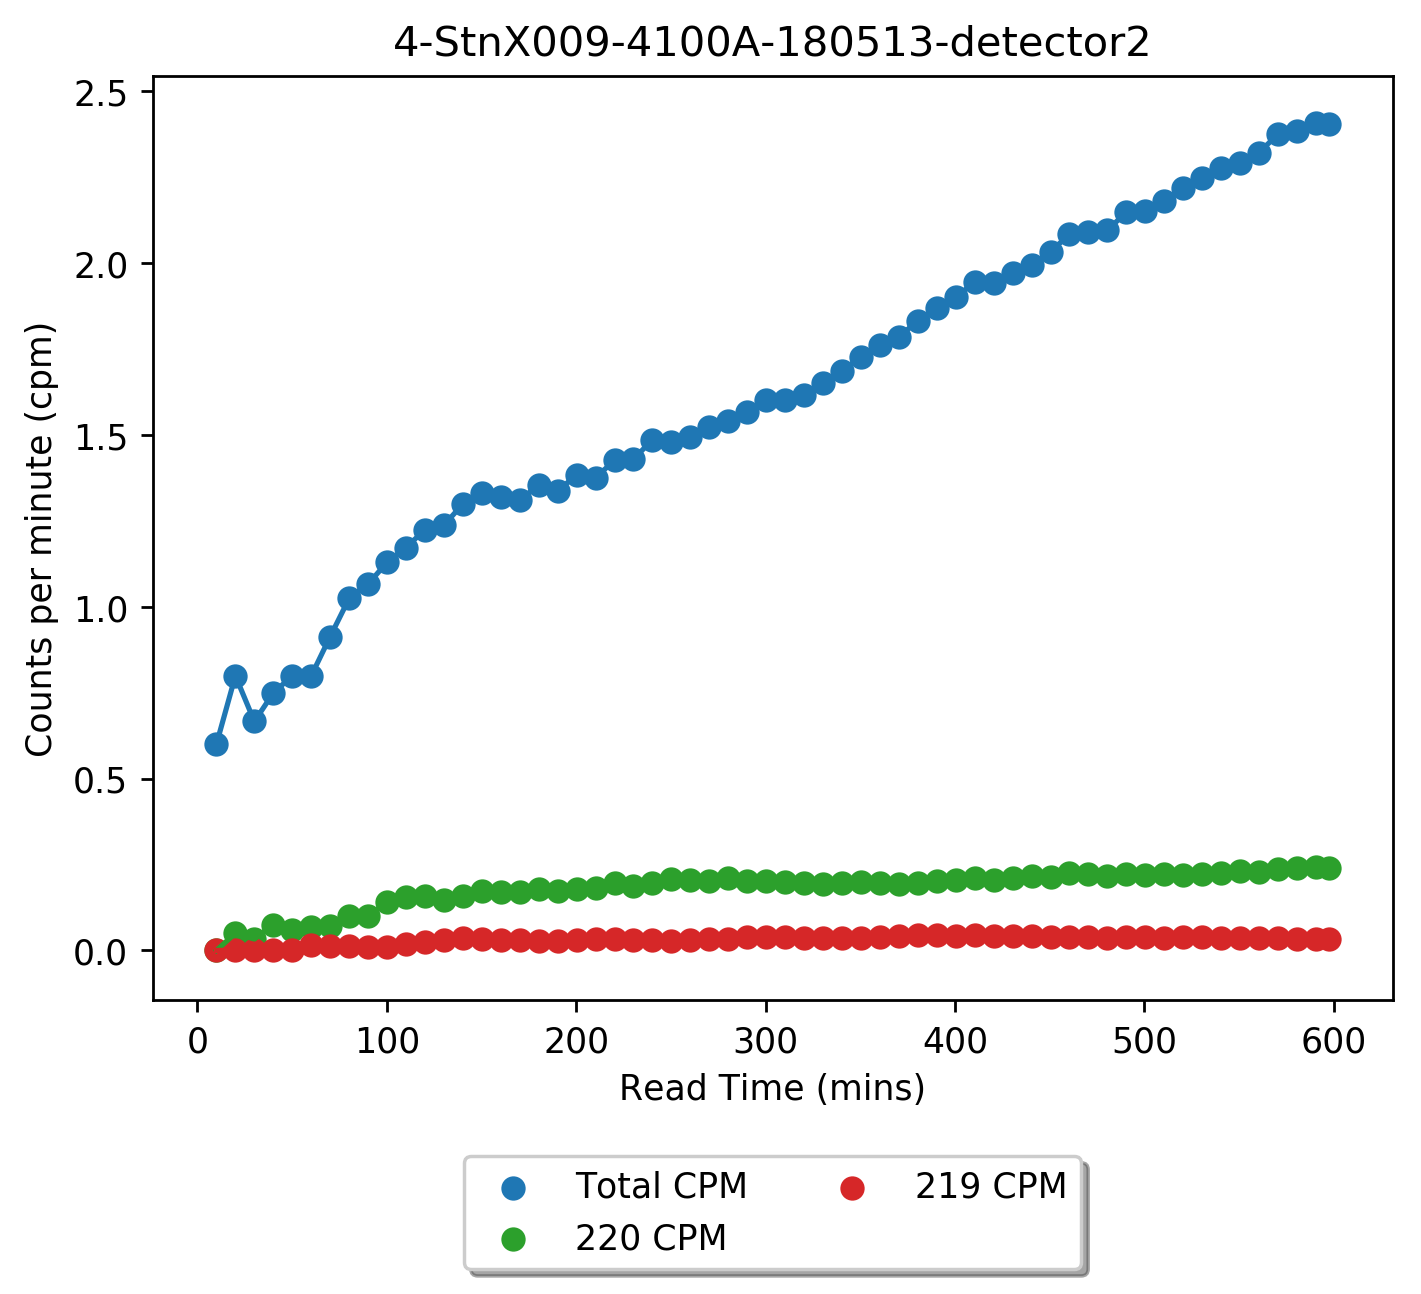 4-StnX009-4100A-180513-detector2
Counts per minute (cpm)
2.5
2.0
1.5
1.0
0.5
0.0
0 100 200 300 400 500 600
Read Time (mins)
Total CPM 219 CPM
220 CPM